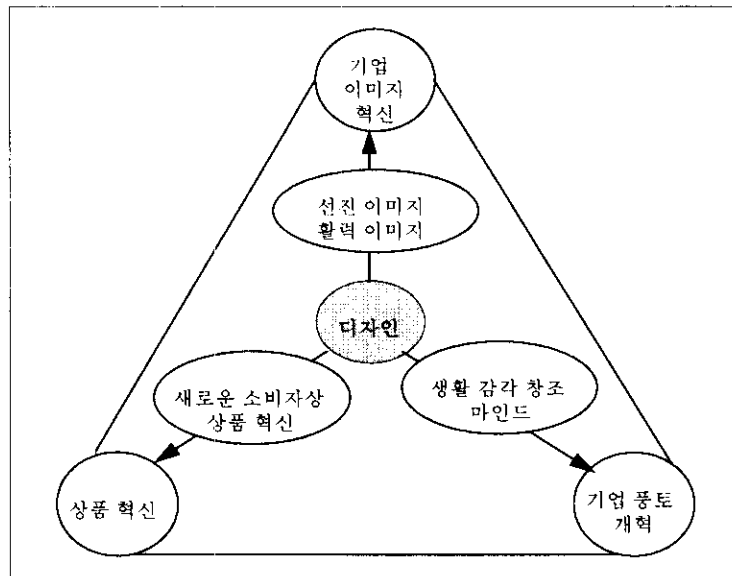 기업
이미지
혁신
선진 이미지
활력 이미지
디자인
새로운 소비자상
상품 혁신
생활 감각 창조
마인드
상품 혁신
기업 풍토
개혁